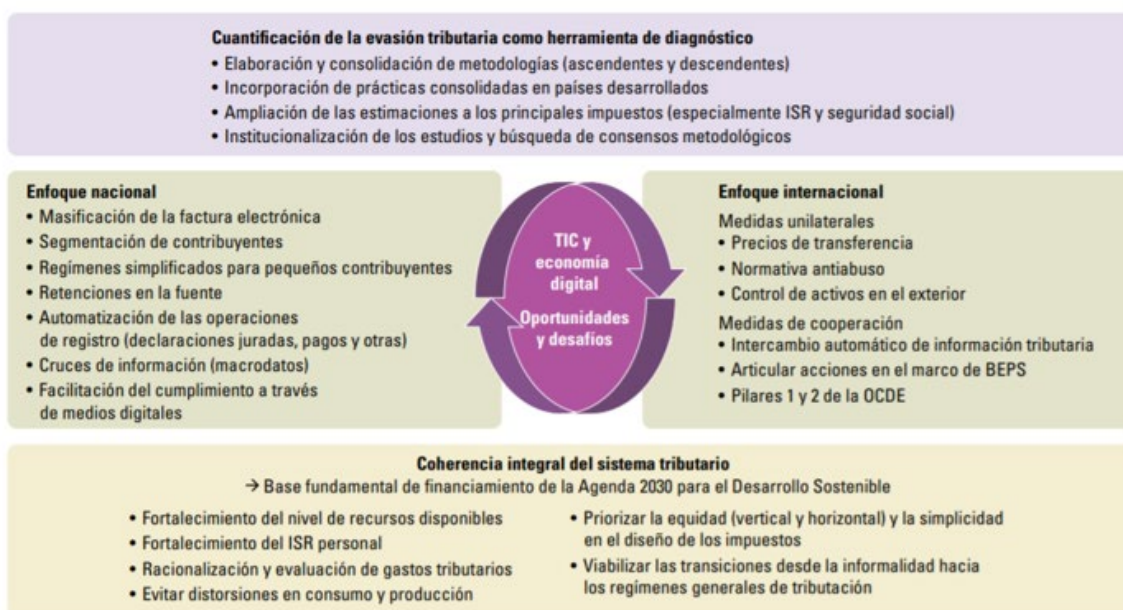 Cuantificación de la evasión tributaria como herramienta de diagnóstico
• Elaboración y consolidación de metodologías (ascendentes y descendentes)
• Incorporación de prácticas consolidadas en países desarrollados
• Ampliación de las estimaciones a los principales impuestos (especialmente ISR y seguridad social)
• Institucionalización de los estudios y búsqueda de consensos metodológicos
Enfoque nacional
• Masificación de la factura electrónica
• Segmentación de contribuyentes
• Regímenes simplificados para pequeños contribuyentes
• Retenciones en la fuente
• Automatización de las operaciones
de registro (declaraciones juradas, pagos y otras)
• Cruces de información (macrodatos)
• Facilitación del cumplimiento a través
de medios digitales
TIC y
economía
digital
Oportunidades
y desafíos
Enfoque internacional
Medidas unilaterales
• Precios de transferencia
• Normativa antiabuso
• Control de activos en el exterior
Medidas de cooperación
• Intercambio automático de información tributaria
• Articular acciones en el marco de BEPS
• Pilares 1 y 2 de la OCDE
Coherencia integral del sistema tributario
→ Base fundamental de financiamiento de la Agenda 2030 para el Desarrollo Sostenible
• Fortalecimiento del nivel de recursos disponibles
• Fortalecimiento del ISR personal
• Racionalización y evaluación de gastos tributarios
• Evitar distorsiones en consumo y producción
• Priorizar la equidad (vertical y horizontal) y la simplicidad
en el diseño de los impuestos
• Viabilizar las transiciones desde la informalidad hacia
los regímenes generales de tributación